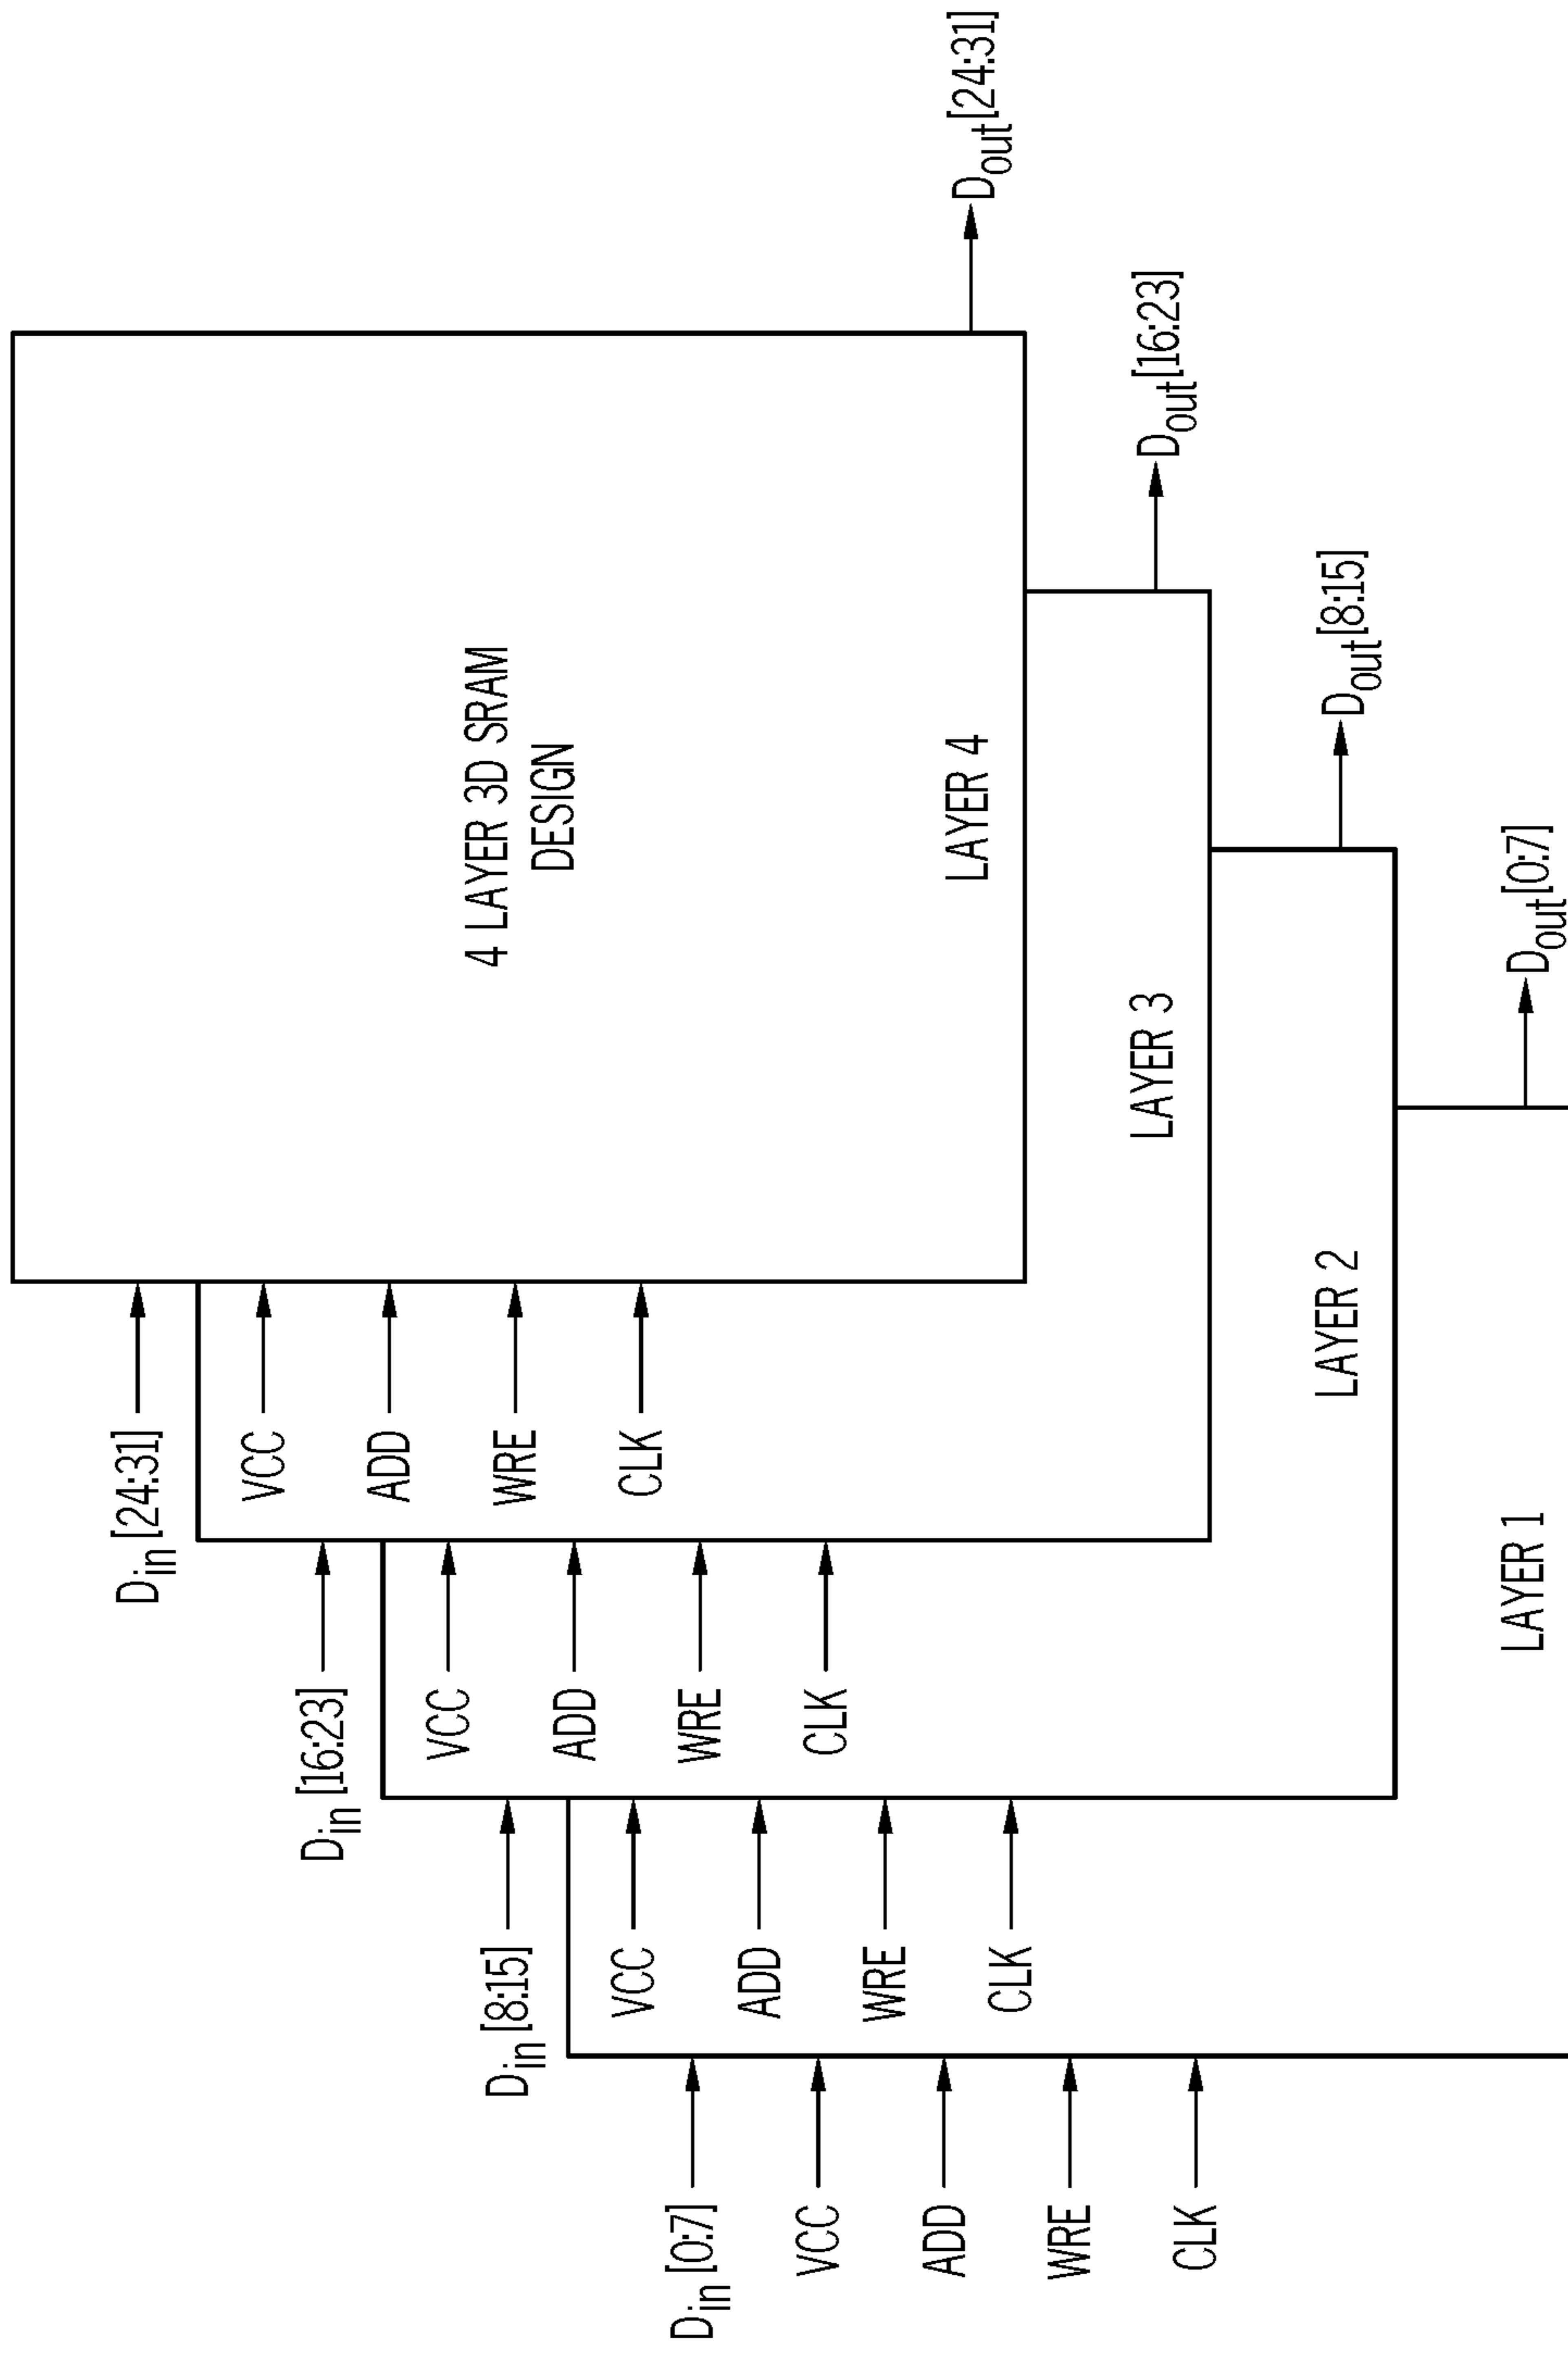 4 LAYER 3D SRAM
DESIGN
LAYER 4
Din [24:31]
VCC
ADD
WRE
CLK
Dout[24:31]
LAYER 3
Din [16:23]
VCC
ADD
WRE
CLK
Dout[16:23]
LAYER 2
Din [8:15]
VCC
ADD
WRE
CLK
Dout[8:15]
LAYER 1
Din [0:7]
VCC
ADD
WRE
CLK
Dout[0:7]